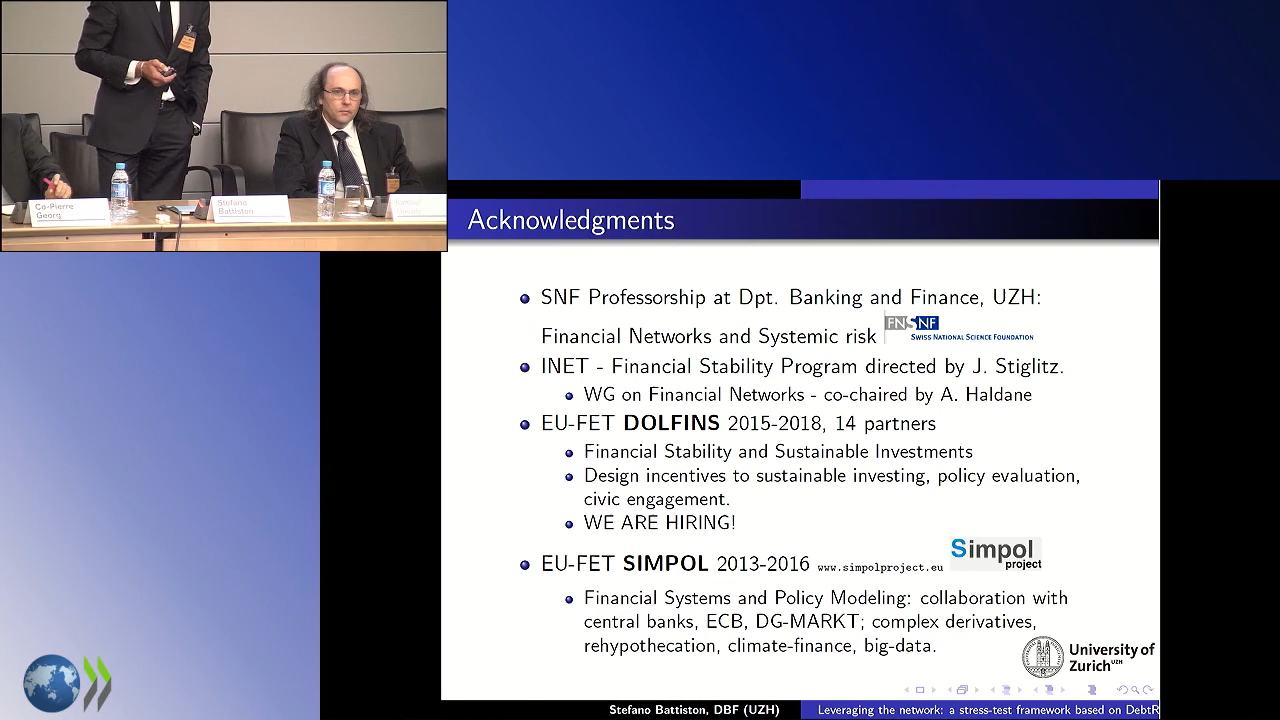 Co-Pierre
Georg
Stefano
Battiston
Acknowledgments
SNF Professorship at Dpt. Banking and Finance, UZH:
Financial Networks and Systemic risk FNSNF
SWISS NATIONAL SCIENCE FOUNDATION
INET - Financial Stability Program directed by J. Stiglitz.
WG on Financial Networks - co-chaired by A. Haldane
EU-FET DOLFINS 2015-2018, 14 partners
Financial Stability and Sustainable Investments
Design incentives to sustainable investing, policy evaluation,
civic engagement.
WE ARE HIRING!
EU-FET SIMPOL 2013-2016 www.simpolproject.eu Simpol
project
Financial Systems and Policy Modeling: collaboration with
central banks, ECB, DG-MARKT; complex derivatives,
rehypothecation, climate-finance, big-data.
University of
Zurich UZH
Stefano Battiston, DBF (UZH) Leveraging the network: a stress-test framework based on DebtR